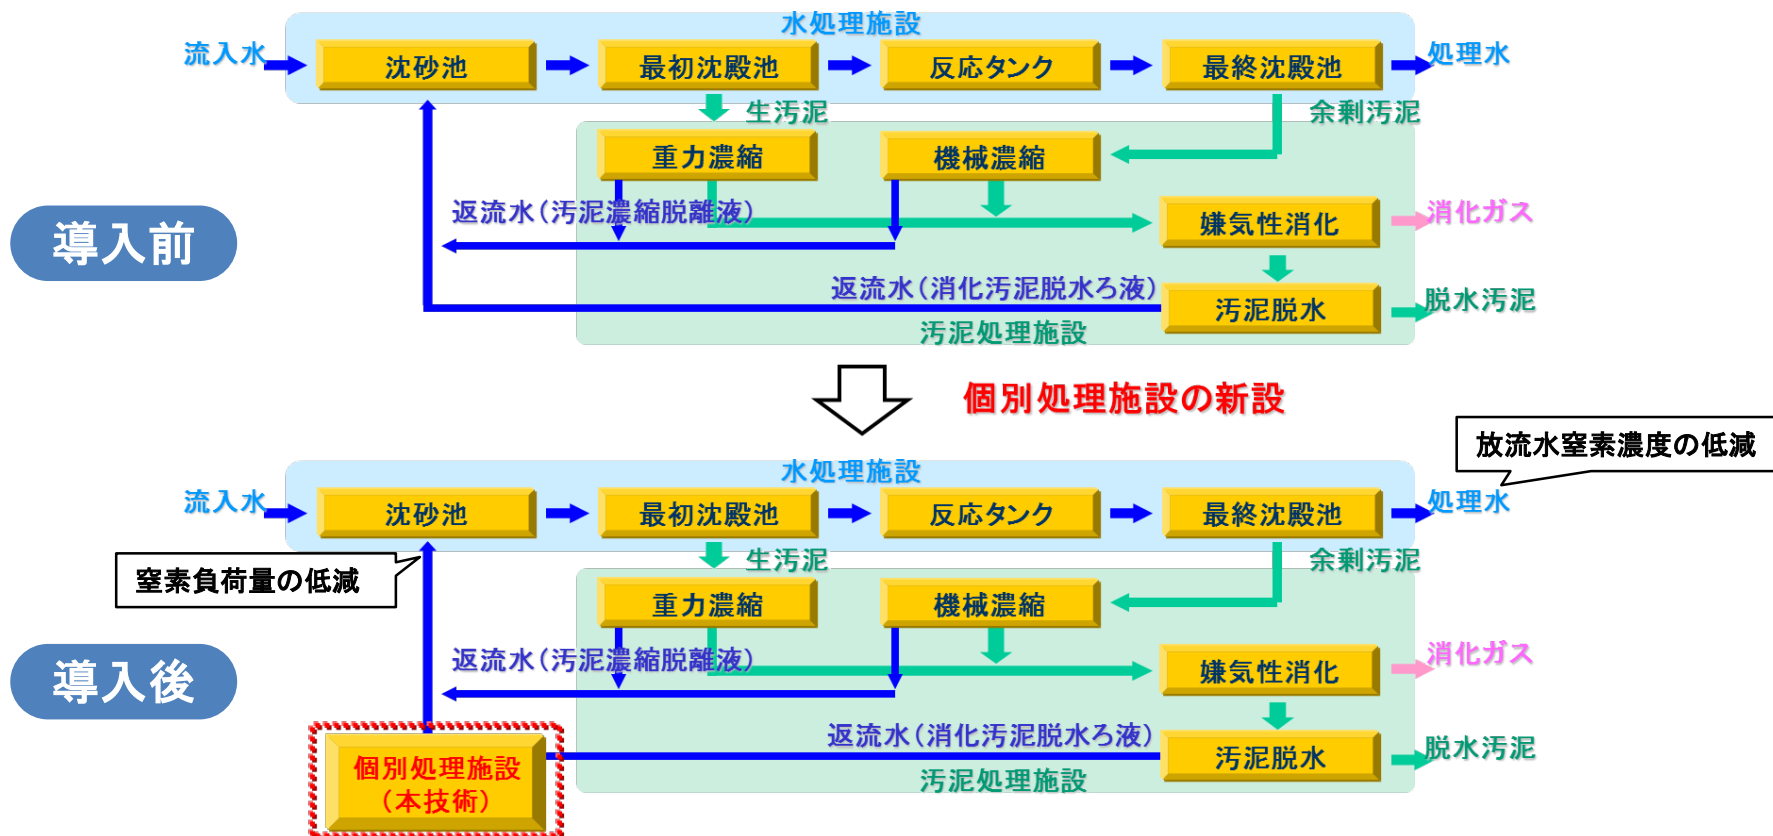 水処理施設
流入水
沈砂池
最初沈殿池
反応タンク
最終沈殿池
処理水
生汚泥
余剰汚泥
重力濃縮
機械濃縮
導入前
返流水(汚泥濃縮脱離液)
嫌気性消化
消化ガス
返流水(消化汚泥脱水ろ液)
汚泥脱水
脱水汚泥
汚泥処理施設
個別処理施設の新設
放流水窒素濃度の低減
水処理施設
流入水
沈砂池
最初沈殿池
反応タンク
最終沈殿池
処理水
窒素負荷量の低減
生汚泥
余剰汚泥
重力濃縮
機械濃縮
導入後
返流水(汚泥濃縮脱離液)
嫌気性消化
消化ガス
返流水(消化汚泥脱水ろ液)
汚泥脱水
脱水汚泥
個別処理施設
(本技術)
汚泥処理施設